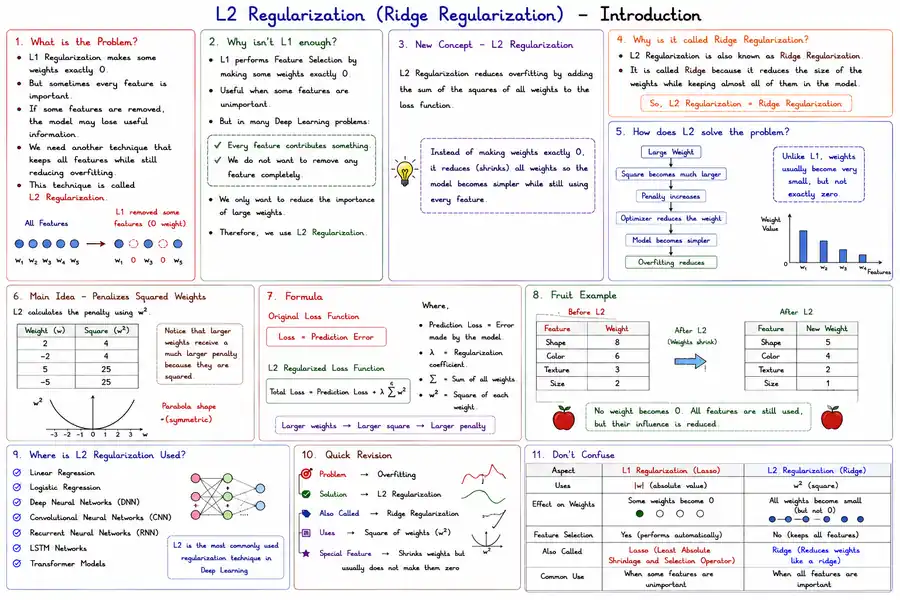 L2 Regularization (Ridge Regularization) – Introduction
1. What is the Problem?
• L1 Regularization makes some
weights exactly 0.
• But sometimes every feature is
important.
• If some features are removed,
the model may lose useful
information.
• We need another technique that
keeps all features while still
reducing overfitting.
• This technique is called
L2 Regularization.
All Features
L1 removed some
features (0 weight)
w₁ w₂ w₃ w₄ w₅
w₁ 0 w₃ 0 w₅
2. Why isn't L1 enough?
• L1 performs Feature Selection by
making some weights exactly 0.
• Useful when some features are
unimportant.
• But in many Deep Learning problems:
✓ Every feature contributes something.
✓ We do not want to remove any
feature completely.
• We only want to reduce the importance
of large weights.
• Therefore, we use L2 Regularization.
3. New Concept – L2 Regularization
L2 Regularization reduces overfitting by adding
the sum of the squares of all weights to the
loss function.
Instead of making weights exactly 0,
it reduces (shrinks) all weights so the
model becomes simpler while still using
every feature.
4. Why is it called Ridge Regularization?
• L2 Regularization is also known as Ridge Regularization.
• It is called Ridge because it reduces the size of the
weights while keeping almost all of them in the model.
So, L2 Regularization = Ridge Regularization
5. How does L2 solve the problem?
Large Weight
Square becomes much larger
Penalty increases
Optimizer reduces the weight
Model becomes simpler
Overfitting reduces
Unlike L1, weights
usually become very
small, but not
exactly zero.
Weight
Value
0
w₁ w₂ w₃ w₄
Features
6. Main Idea – Penalizes Squared Weights
L2 calculates the penalty using w².
Weight (w) Square (w²)
2 4
-2 4
5 25
-5 25
Notice that larger
weights receive a
much larger penalty
because they are
squared.
w²
-3 -2 -1 0 1 2 3 w
Parabola shape
(symmetric)
7. Formula
Original Loss Function
Loss = Prediction Error
L2 Regularized Loss Function
Total Loss = Prediction Loss + λ ∑ w²
Where,
• Prediction Loss = Error
made by the model
• λ = Regularization
coefficient.
• ∑ = Sum of all weights
• w² = Square of each
weight.
Larger weights → Larger square → Larger penalty
8. Fruit Example
Before L2
Feature Weight
Shape 8
Color 6
Texture 3
Size 2
After L2
(Weights shrink)
After L2
Feature New Weight
Shape 5
Color 4
Texture 2
Size 1
No weight becomes 0. All features are still used,
but their influence is reduced.
9. Where is L2 Regularization Used?
Linear Regression
Logistic Regression
Deep Neural Networks (DNN)
Convolutional Neural Networks (CNN)
Recurrent Neural Networks (RNN)
LSTM Networks
Transformer Models
L2 is the most commonly used
regularization technique in
Deep Learning
10. Quick Revision
Problem → Overfitting
Solution → L2 Regularization
Also Called → Ridge Regularization
Uses → Square of weights (w²)
Special Feature → Shrinks weights but
usually does not make them zero
w²
w
11. Don't Confuse
Aspect L1 Regularization (Lasso) L2 Regularization (Ridge)
Uses |w| (absolute value) w² (square)
Effect on Weights Some weights become 0 All weights become small
(but not 0)
Feature Selection Yes (performs automatically) No (keeps all features)
Also Called Lasso (Least Absolute
Shrinlage and Selection Operator) Ridge (Reduces weights
like a ridge)
Common Use When some features are
unimportant When all features are
important